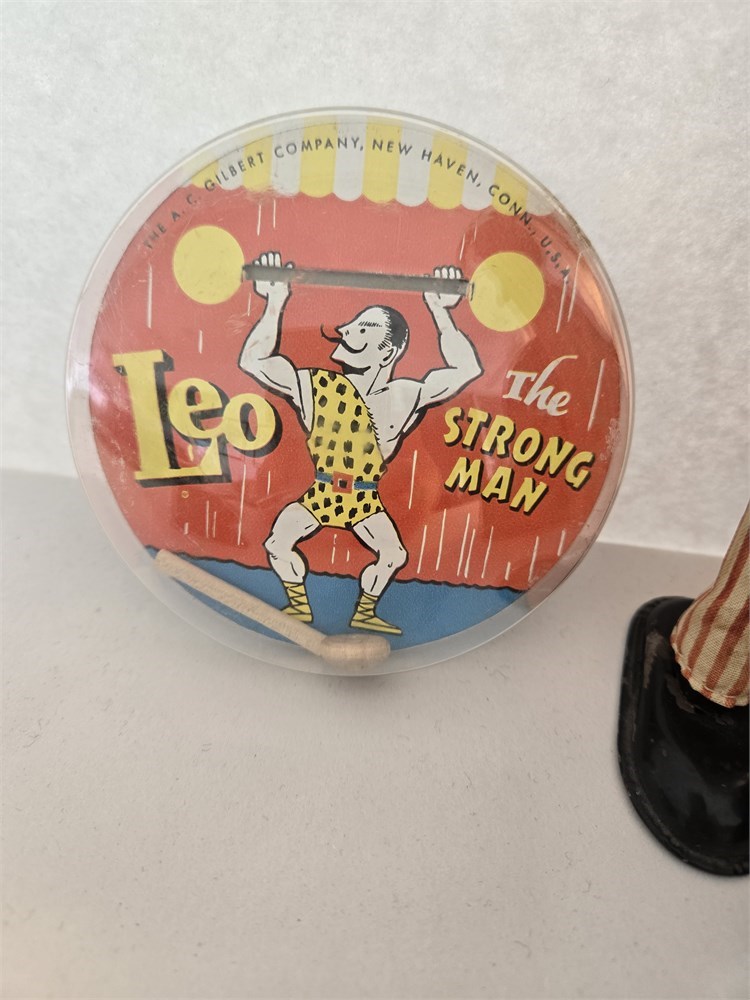 THE A. C. GILBERT COMPANY, NEW HAVEN, CONN., U.S.A.
Leo
The
STRONG
MAN